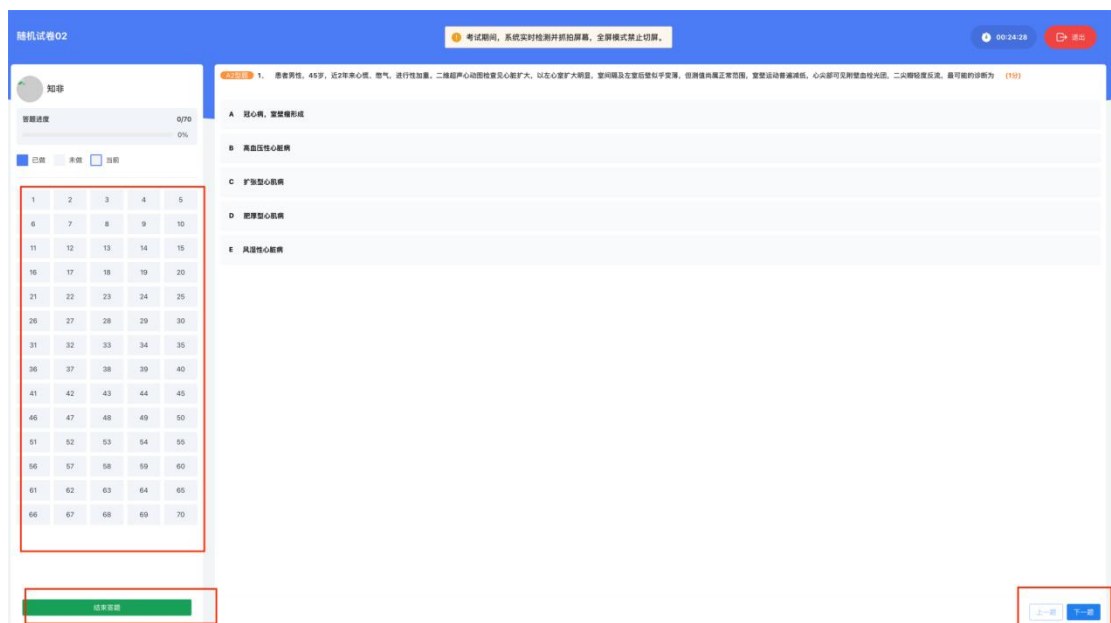 随机试卷02
考试期间，系统实时检测并抓拍屏幕，全屏模式禁止切屏。
00:24:28
退出
知非
答题进度 0/70
0%
已做 未做 当前
1 2 3 4 5
6 7 8 9 10
11 12 13 14 15
16 17 18 19 20
21 22 23 24 25
26 27 28 29 30
31 32 33 34 35
36 37 38 39 40
41 42 43 44 45
46 47 48 49 50
51 52 53 54 55
56 57 58 59 60
61 62 63 64 65
66 67 68 69 70
结束答题
A2型题 1、 患者男性，45岁，近2年来心慌、憋气，进行性加重。二维超声心动图检查见心脏扩大，以左心室扩大明显，室间隔及左室后壁似乎变薄，但测值尚属正常范围，室壁运动普遍减低，心尖部可见附壁血栓光团，二尖瓣轻度反流，最可能的诊断为 (1分)
A 冠心病，室壁瘤形成
B 高血压性心脏病
C 扩张型心肌病
D 肥厚型心肌病
E 风湿性心脏病
上一题 下一题